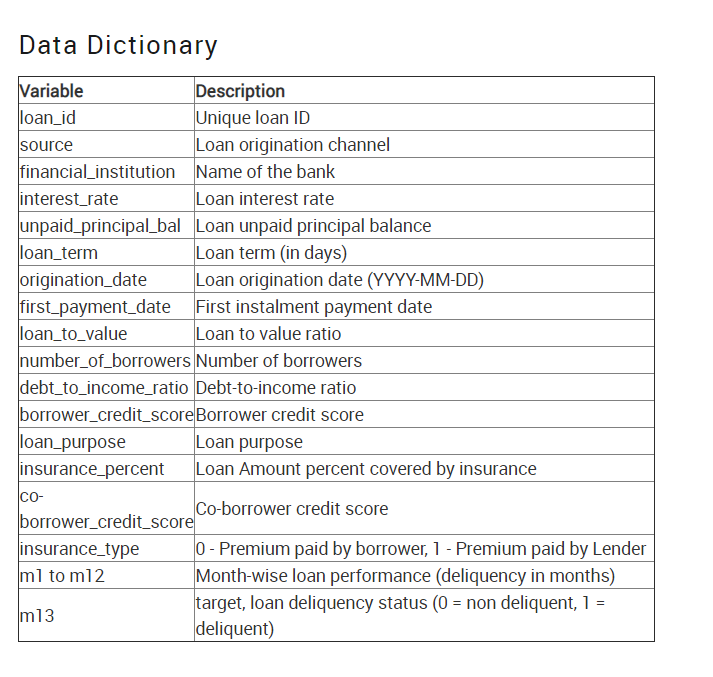 Data Dictionary
Variable Description
loan_id Unique loan ID
source Loan origination channel
financial_institution Name of the bank
interest_rate Loan interest rate
unpaid_principal_bal Loan unpaid principal balance
loan_term Loan term (in days)
origination_date Loan origination date (YYYY-MM-DD)
first_payment_date First instalment payment date
loan_to_value Loan to value ratio
number_of_borrowers Number of borrowers
debt_to_income_ratio Debt-to-income ratio
borrower_credit_score Borrower credit score
loan_purpose Loan purpose
insurance_percent Loan Amount percent covered by insurance
co-
borrower_credit_score Co-borrower credit score
insurance_type 0 - Premium paid by borrower, 1 - Premium paid by Lender
m1 to m12 Month-wise loan performance (deliquency in months)
m13 target, loan deliquency status (0 = non deliquent, 1 =
deliquent)